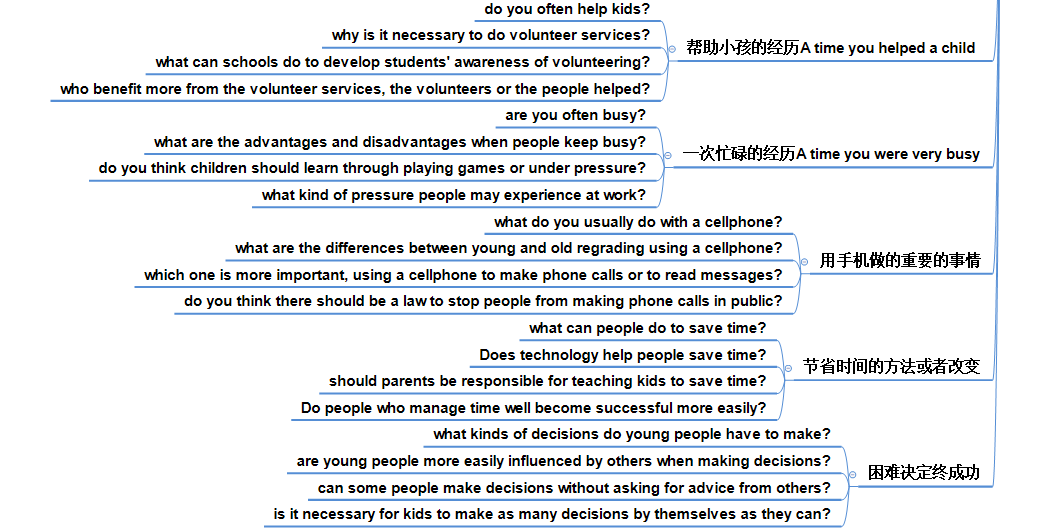 do you often help kids?
why is it necessary to do volunteer services?
what can schools do to develop students' awareness of volunteering?
who benefit more from the volunteer services, the volunteers or the people helped?
帮助小孩的经历A time you helped a child
are you often busy?
what are the advantages and disadvantages when people keep busy?
do you think children should learn through playing games or under pressure?
what kind of pressure people may experience at work?
一次忙碌的经历A time you were very busy
what do you usually do with a cellphone?
what are the differences between young and old regrading using a cellphone?
which one is more important, using a cellphone to make phone calls or to read messages?
do you think there should be a law to stop people from making phone calls in public?
用手机做的重要的事情
what can people do to save time?
Does technology help people save time?
should parents be responsible for teaching kids to save time?
Do people who manage time well become successful more easily?
节省时间的方法或者改变
what kinds of decisions do young people have to make?
are young people more easily influenced by others when making decisions?
can some people make decisions without asking for advice from others?
is it necessary for kids to make as many decisions by themselves as they can?
困难决定终成功